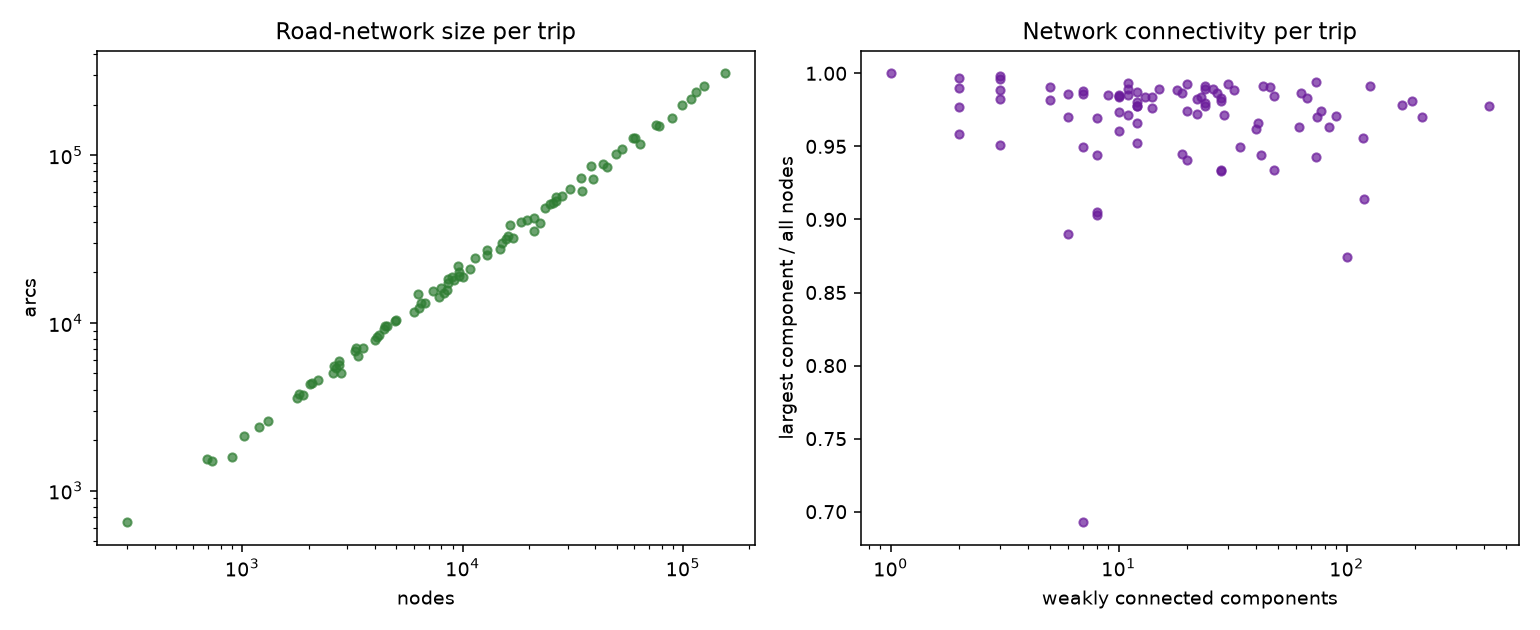 Road-network size per trip
arcs
10^5
10^4
10^3
10^3
10^4
10^5
nodes
Network connectivity per trip
largest component / all nodes
1.00
0.95
0.90
0.85
0.80
0.75
0.70
10^0
10^1
10^2
weakly connected components